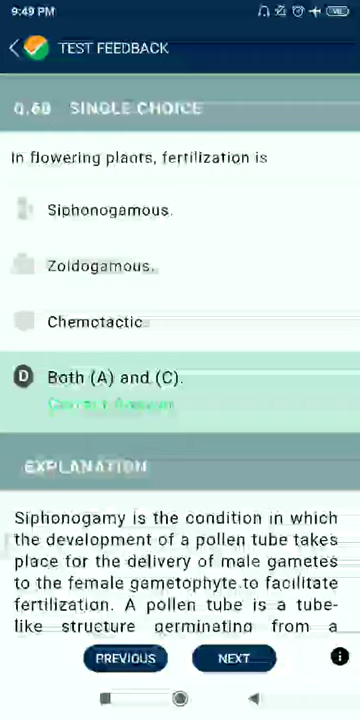 9:49 PM
TEST FEEDBACK
Q.60 SINGLE CHOICE
In flowering plants, fertilization is
Siphonogamous.
Zoidogamous.
Chemotactic.
D Both (A) and (C).
Correct Answer
EXPLANATION
Siphonogamy is the condition in which
the development of a pollen tube takes
place for the delivery of male gametes
to the female gametophyte to facilitate
fertilization. A pollen tube is a tube-
like structure germinating from a
PREVIOUS NEXT